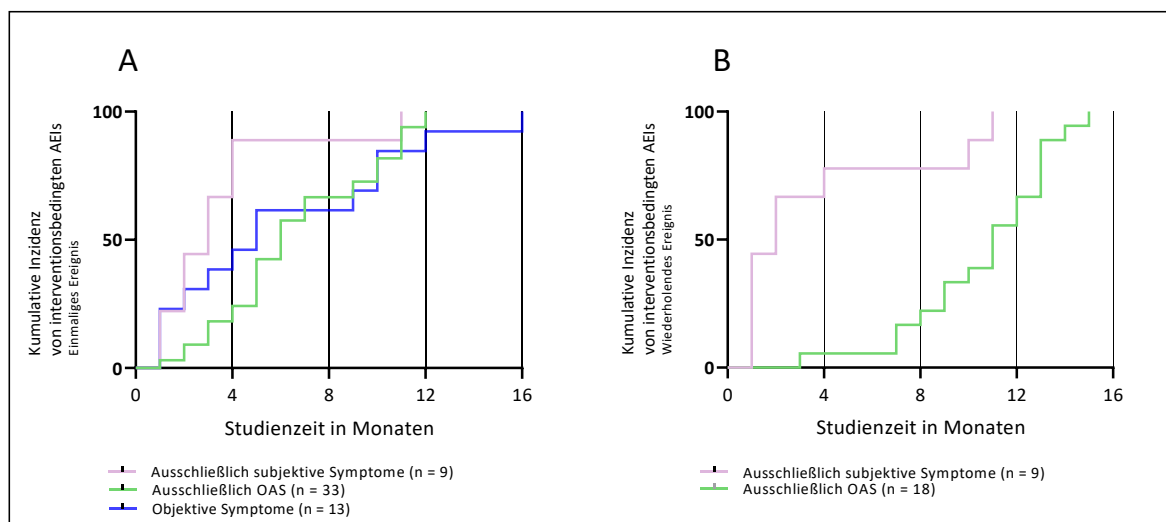 A
Kumulative Inzidenz
von interventionsbedingten AEIs
Einmaliges Ereignis
100
50
0
0 4 8 12 16
Studienzeit in Monaten
Ausschließlich subjektive Symptome (n = 9)
Ausschließlich OAS (n = 33)
Objektive Symptome (n = 13)
B
Kumulative Inzidenz
von interventionsbedingten AEIs
Wiederholendes Ereignis
100
50
0
0 4 8 12 16
Studienzeit in Monaten
Ausschließlich subjektive Symptome (n = 9)
Ausschließlich OAS (n = 18)